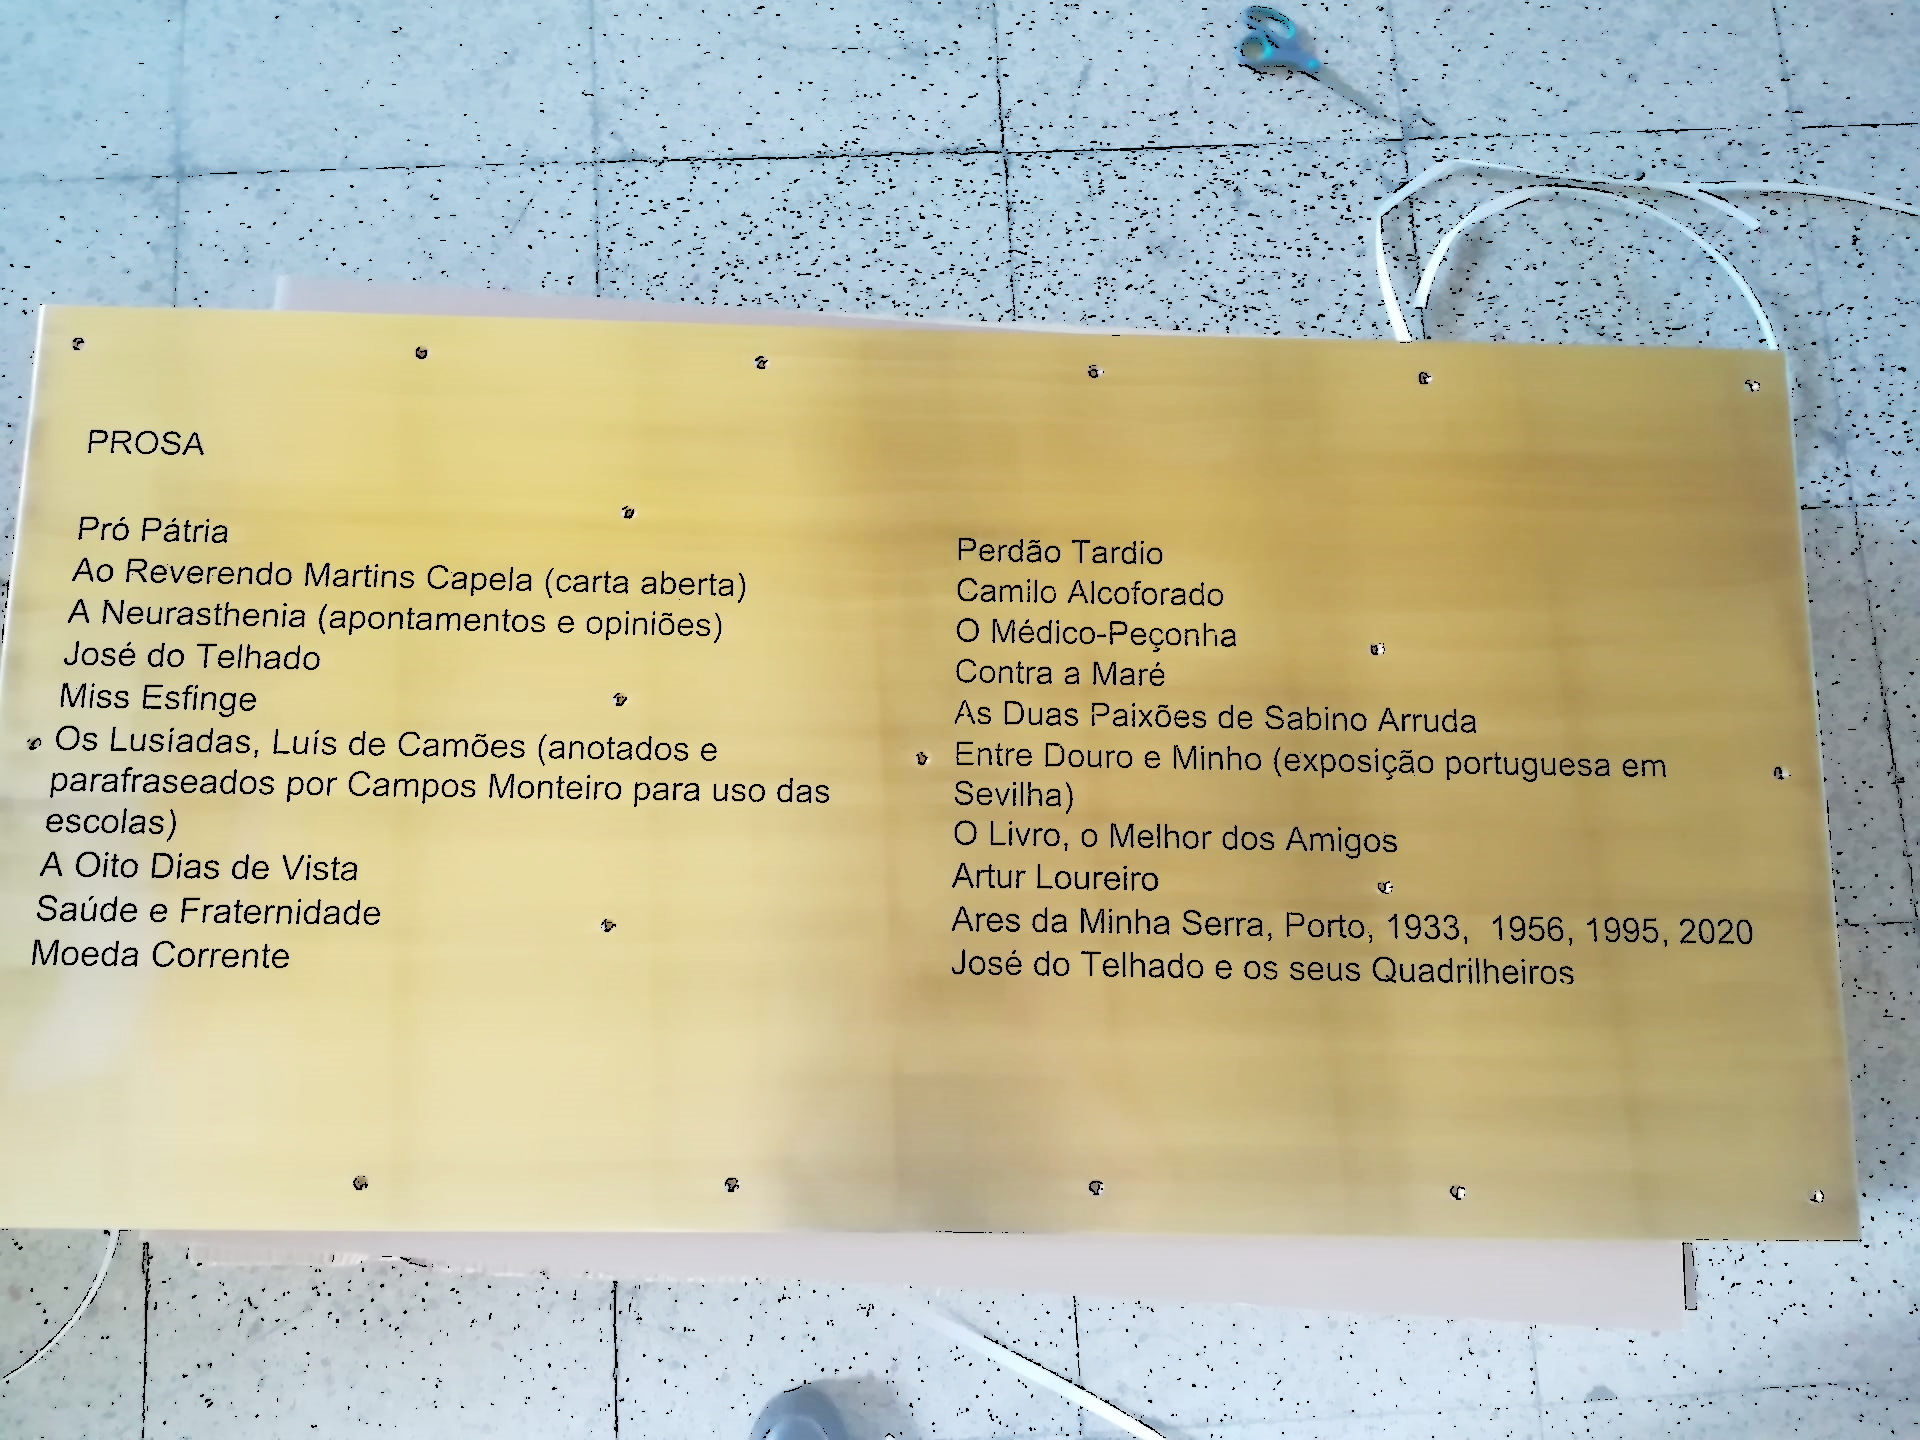 PROSA
Pró Pátria
Ao Reverendo Martins Capela (carta aberta)
A Neurasthenia (apontamentos e opiniões)
José do Telhado
Miss Esfinge
Os Lusíadas, Luís de Camões (anotados e
parafraseados por Campos Monteiro para uso das
escolas)
A Oito Dias de Vista
Saúde e Fraternidade
Moeda Corrente
Perdão Tardio
Camilo Alcoforado
O Médico-Peçonha
Contra a Maré
As Duas Paixões de Sabino Arruda
Entre Douro e Minho (exposição portuguesa em
Sevilha)
O Livro, o Melhor dos Amigos
Artur Loureiro
Ares da Minha Serra, Porto, 1933,  1956, 1995, 2020
José do Telhado e os seus Quadrilheiros